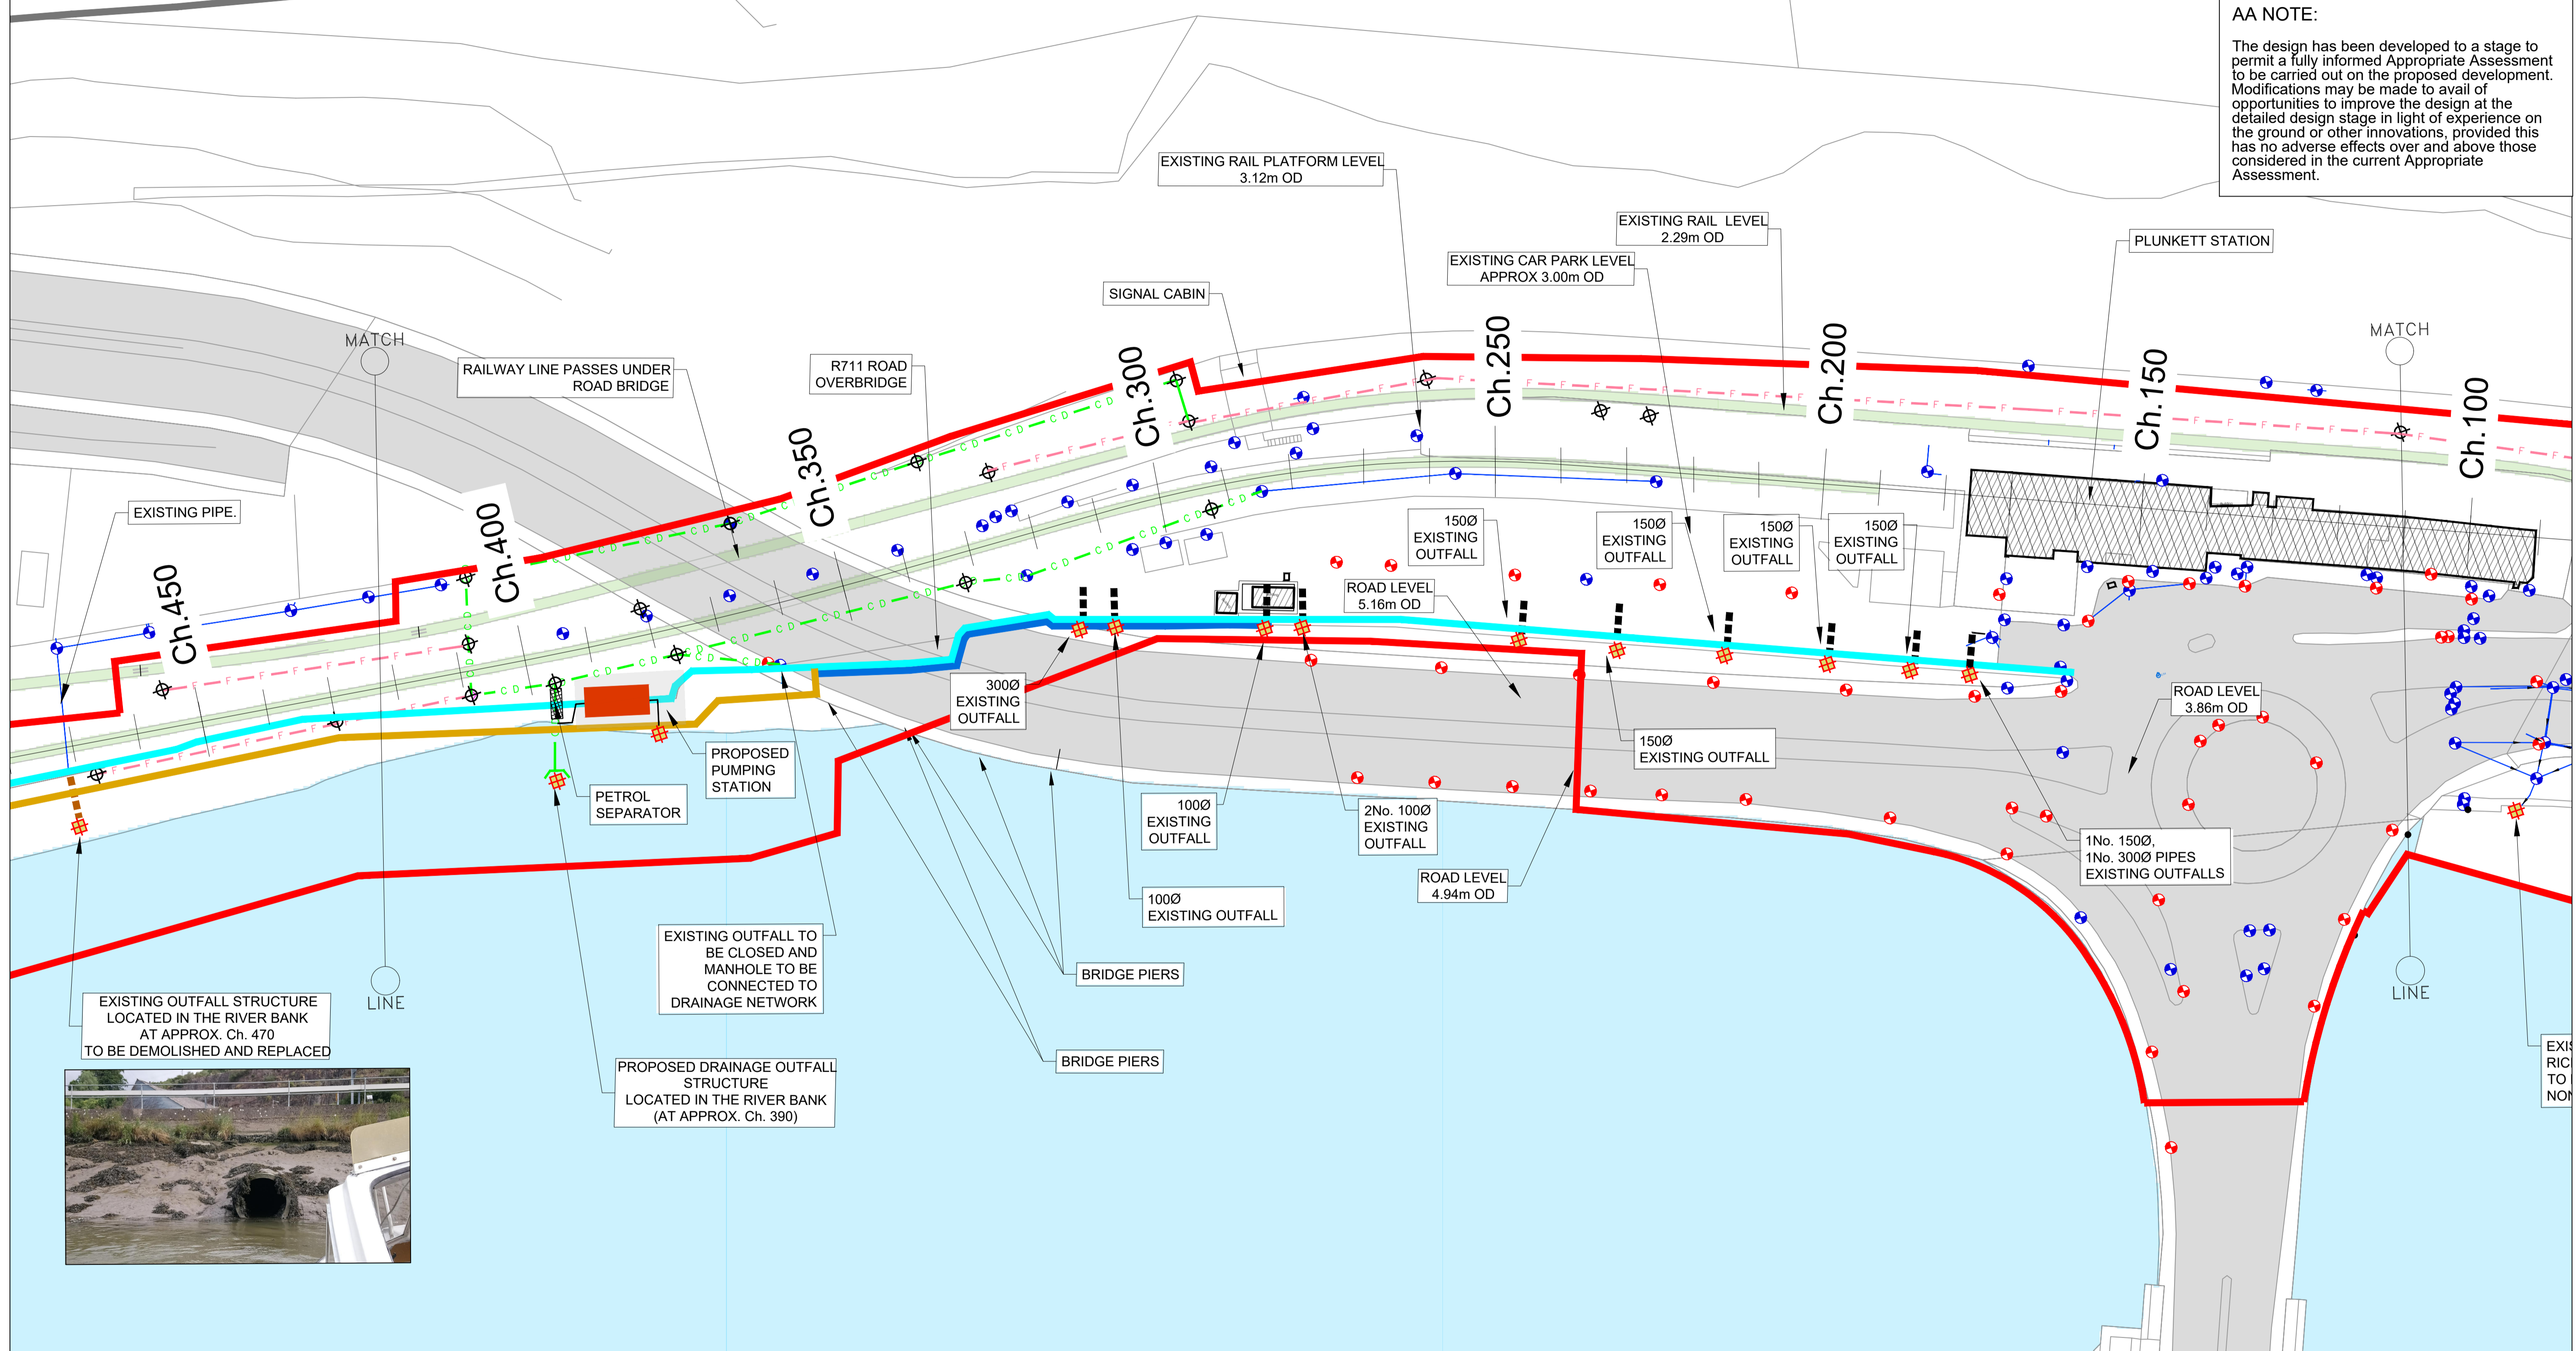 AA NOTE:
The design has been developed to a stage to
permit a fully informed Appropriate Assessment
to be carried out on the proposed development.
Modifications may be made to avail of
opportunities to improve the design at the
detailed design stage in light of experience on
the ground or other innovations, provided this
has no adverse effects over and above those
considered in the current Appropriate
Assessment.
EXISTING RAIL PLATFORM LEVEL
3.12m OD
EXISTING RAIL LEVEL
2.29m OD
PLUNKETT STATION
EXISTING CAR PARK LEVEL
APPROX 3.00m OD
SIGNAL CABIN
MATCH
MATCH
RAILWAY LINE PASSES UNDER
ROAD BRIDGE
R711 ROAD
OVERBRIDGE
Ch.450
Ch.400
Ch.350
Ch.300
Ch.250
Ch.200
Ch.150
Ch.100
EXISTING PIPE.
150Ø
EXISTING
OUTFALL
150Ø
EXISTING
OUTFALL
150Ø
EXISTING
OUTFALL
150Ø
EXISTING
OUTFALL
ROAD LEVEL
5.16m OD
300Ø
EXISTING
OUTFALL
ROAD LEVEL
3.86m OD
150Ø
EXISTING OUTFALL
PROPOSED
PUMPING
STATION
PETROL
SEPARATOR
100Ø
EXISTING
OUTFALL
2No. 100Ø
EXISTING
OUTFALL
1No. 150Ø,
1No. 300Ø PIPES
EXISTING OUTFALLS
ROAD LEVEL
4.94m OD
100Ø
EXISTING OUTFALL
EXISTING OUTFALL TO
BE CLOSED AND
MANHOLE TO BE
CONNECTED TO
DRAINAGE NETWORK
BRIDGE PIERS
LINE
LINE
EXISTING OUTFALL STRUCTURE
LOCATED IN THE RIVER BANK
AT APPROX. Ch. 470
TO BE DEMOLISHED AND REPLACED
BRIDGE PIERS
PROPOSED DRAINAGE OUTFALL
STRUCTURE
LOCATED IN THE RIVER BANK
(AT APPROX. Ch. 390)